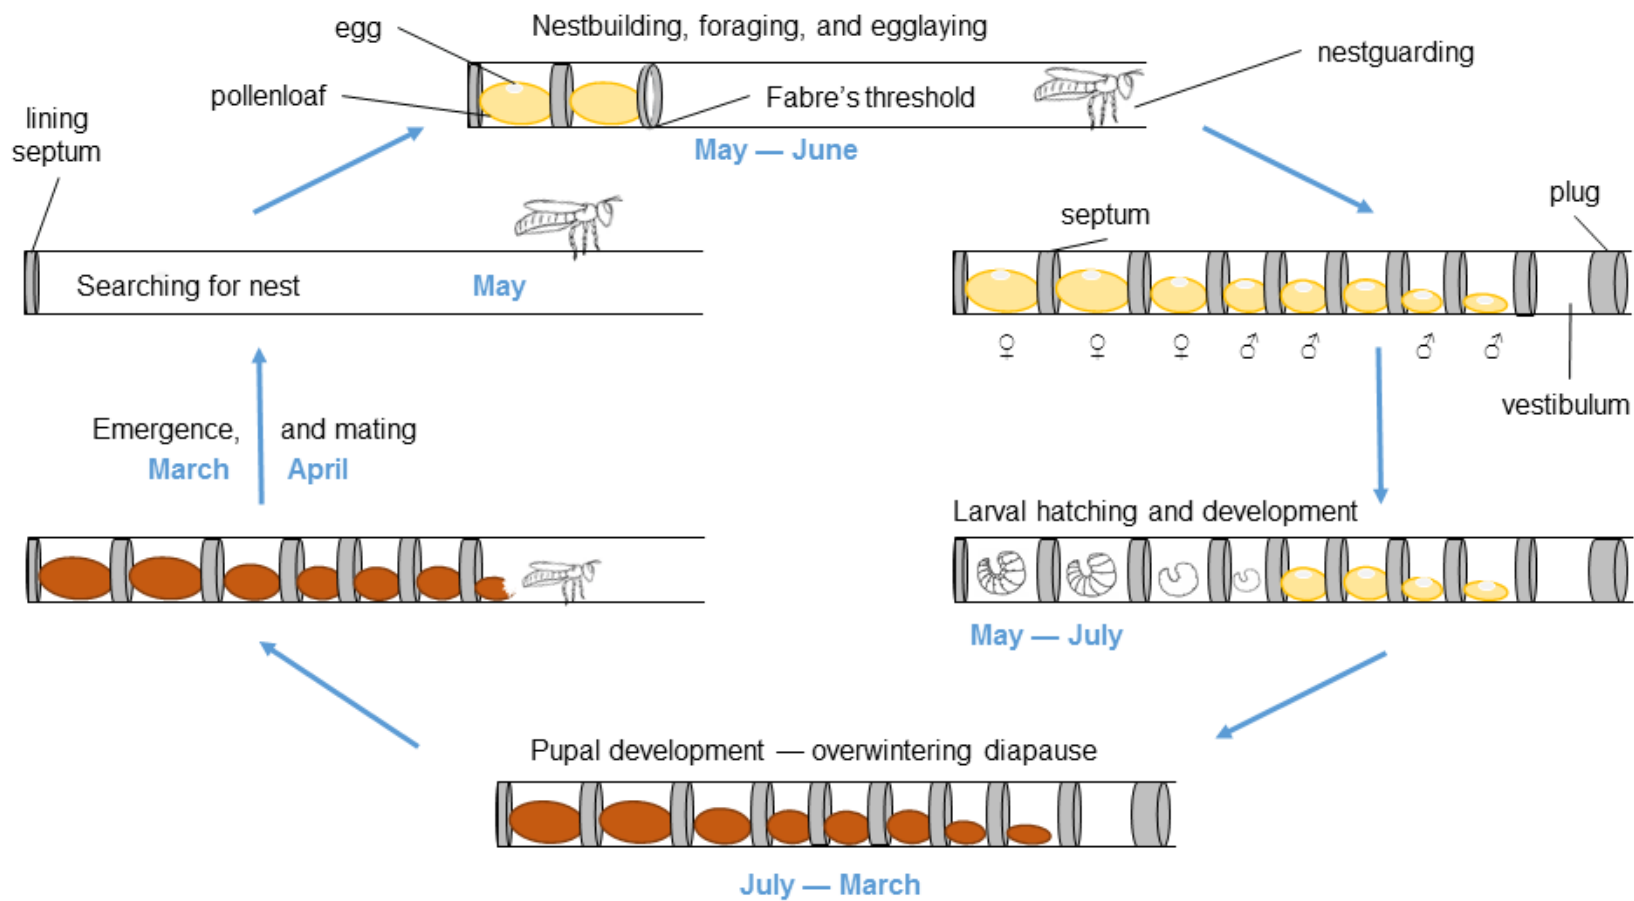 egg
Nestbuilding, foraging, and egglaying
nestguarding
pollenloaf
Fabre's threshold
lining
septum
May — June
plug
septum
Searching for nest
May
♀ ♀ ♀ ♂ ♂ ♂ ♂
vestibulum
Emergence, and mating
March April
Larval hatching and development
May — July
Pupal development — overwintering diapause
July — March